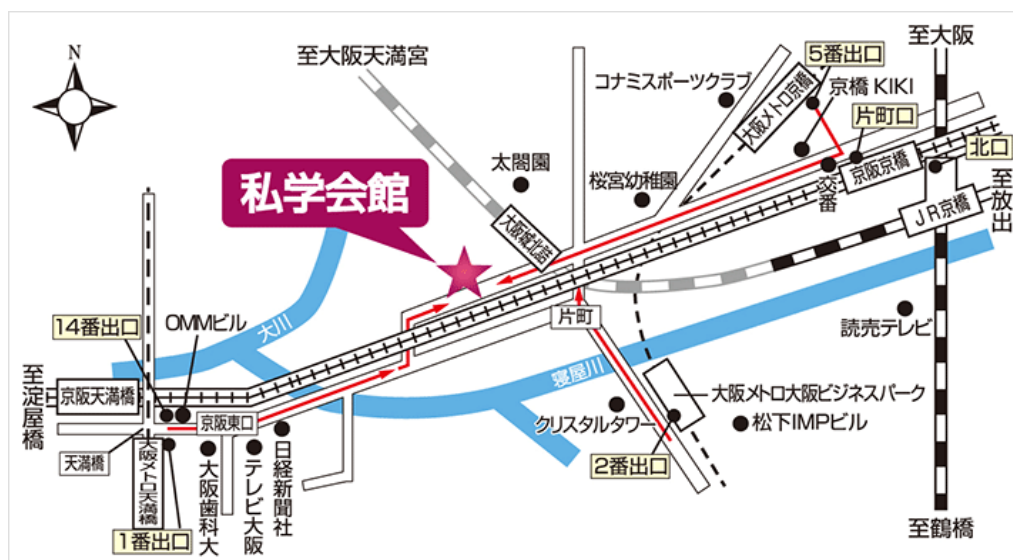 N
至大阪天満宮
コナミスポーツクラブ
大阪メトロ京橋
5番出口
京橋 KIKI
片町口
至大阪
北口
京阪京橋
JR京橋
至放出
交番
太閤園
桜宮幼稚園
大阪城北詰
私学会館
大川
片町
寝屋川
読売テレビ
14番出口
OMMビル
至淀屋橋
京阪天満橋
京阪東口
天満橋
大阪メトロ天満橋
1番出口
大阪歯科大
テレビ大阪
日経新聞社
クリスタルタワー
2番出口
大阪メトロ大阪ビジネスパーク
松下IMPビル
至鶴橋